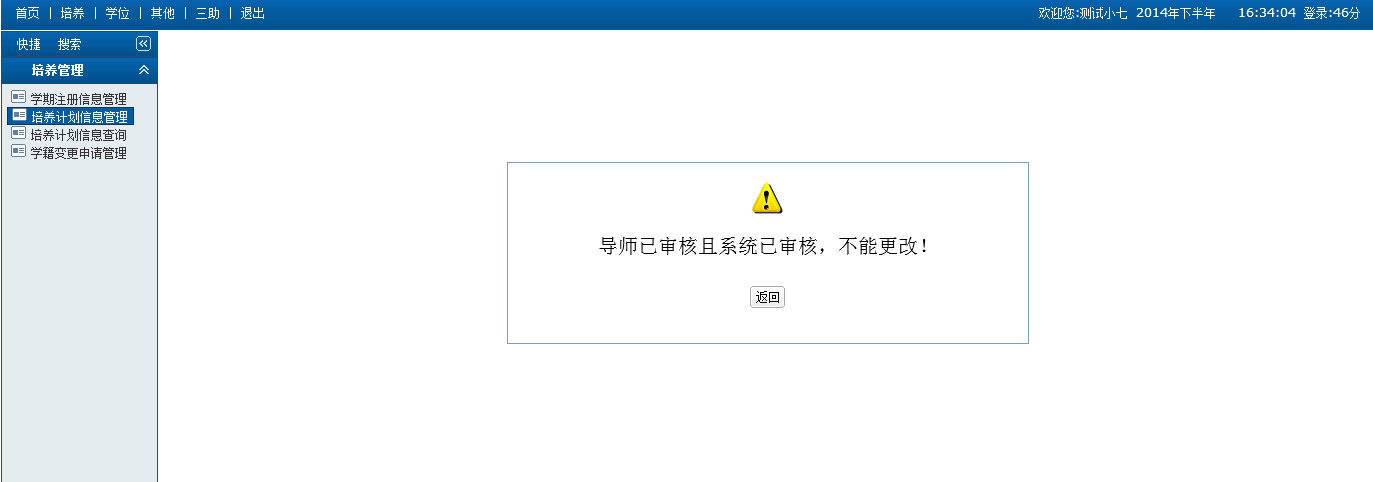 首页 | 培养 | 学位 | 其他 | 三助 | 退出
欢迎您:测试小七 2014年下半年 16:34:04 登录:46分
快捷 搜索
培养管理
学期注册信息管理
培养计划信息管理
培养计划信息查询
学籍变更申请管理
导师已审核且系统已审核，不能更改！
返回